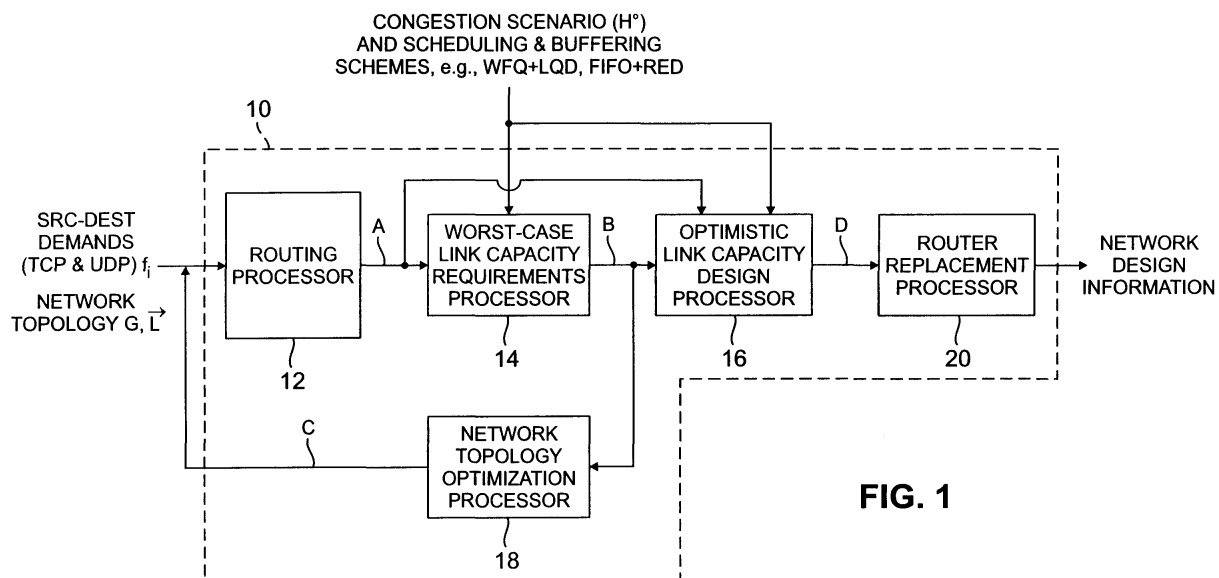 CONGESTION SCENARIO (H°)
AND SCHEDULING & BUFFERING
SCHEMES, e.g., WFQ+LQD, FIFO+RED
10
SRC-DEST
DEMANDS
(TCP & UDP) fi
NETWORK
TOPOLOGY G, L
ROUTING
PROCESSOR
12
A
WORST-CASE
LINK CAPACITY
REQUIREMENTS
PROCESSOR
14
B
OPTIMISTIC
LINK CAPACITY
DESIGN
PROCESSOR
16
D
ROUTER
REPLACEMENT
PROCESSOR
20
NETWORK
DESIGN
INFORMATION
C
NETWORK
TOPOLOGY
OPTIMIZATION
PROCESSOR
18
FIG. 1